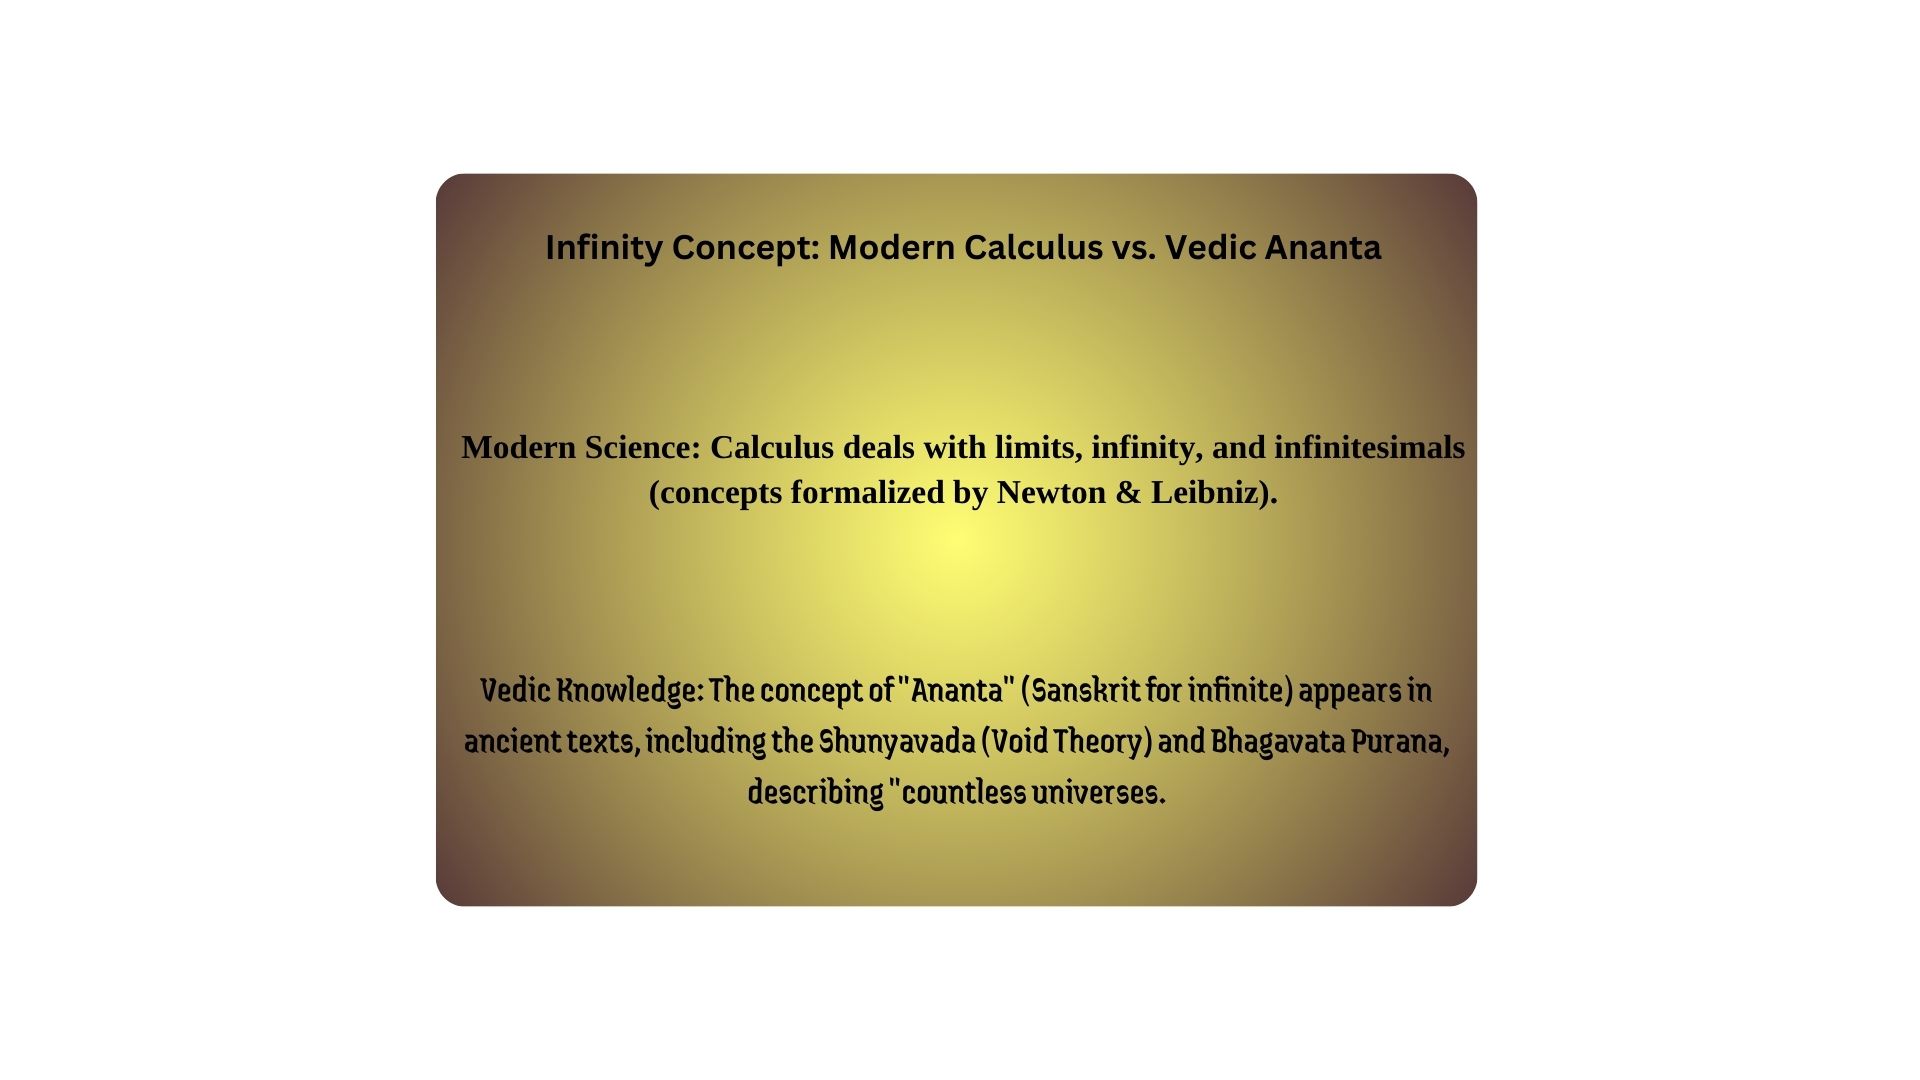 Infinity Concept: Modern Calculus vs. Vedic Ananta
Modern Science: Calculus deals with limits, infinity, and infinitesimals
(concepts formalized by Newton & Leibniz).
Vedic Knowledge: The concept of "Ananta" (Sanskrit for infinite) appears in
ancient texts, including the Shunyavada (Void Theory) and Bhagavata Purana,
describing "countless universes.